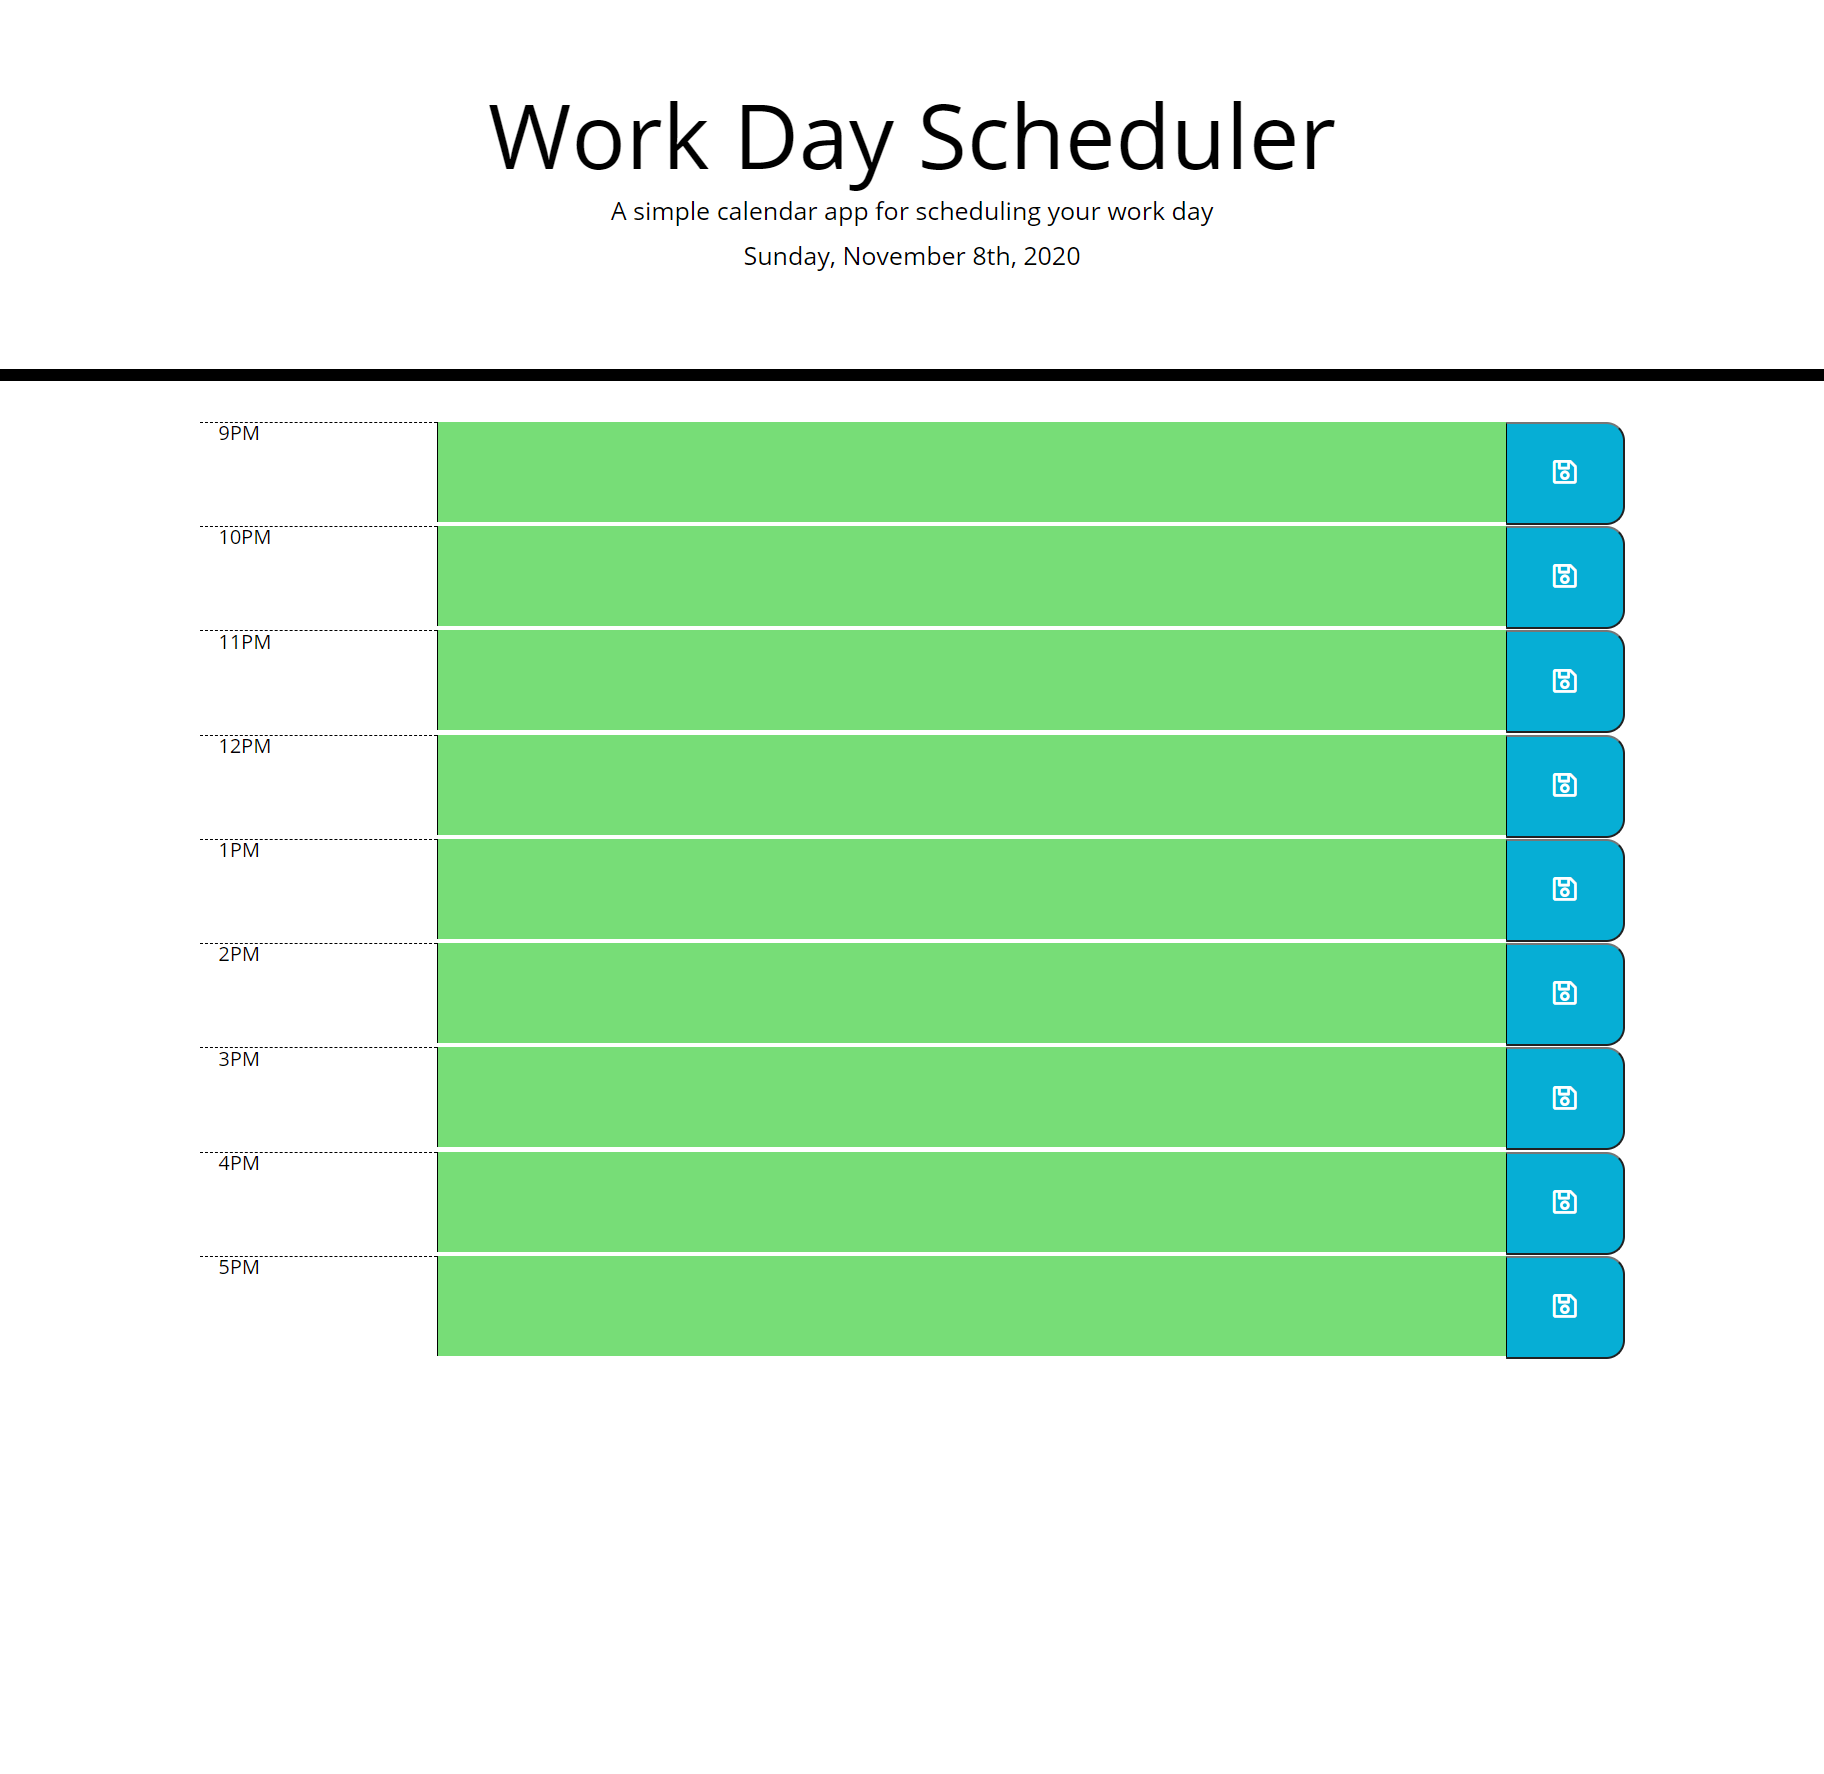 Work Day Scheduler
A simple calendar app for scheduling your work day
Sunday, November 8th, 2020
9PM
10PM
11PM
12PM
1PM
2PM
3PM
4PM
5PM